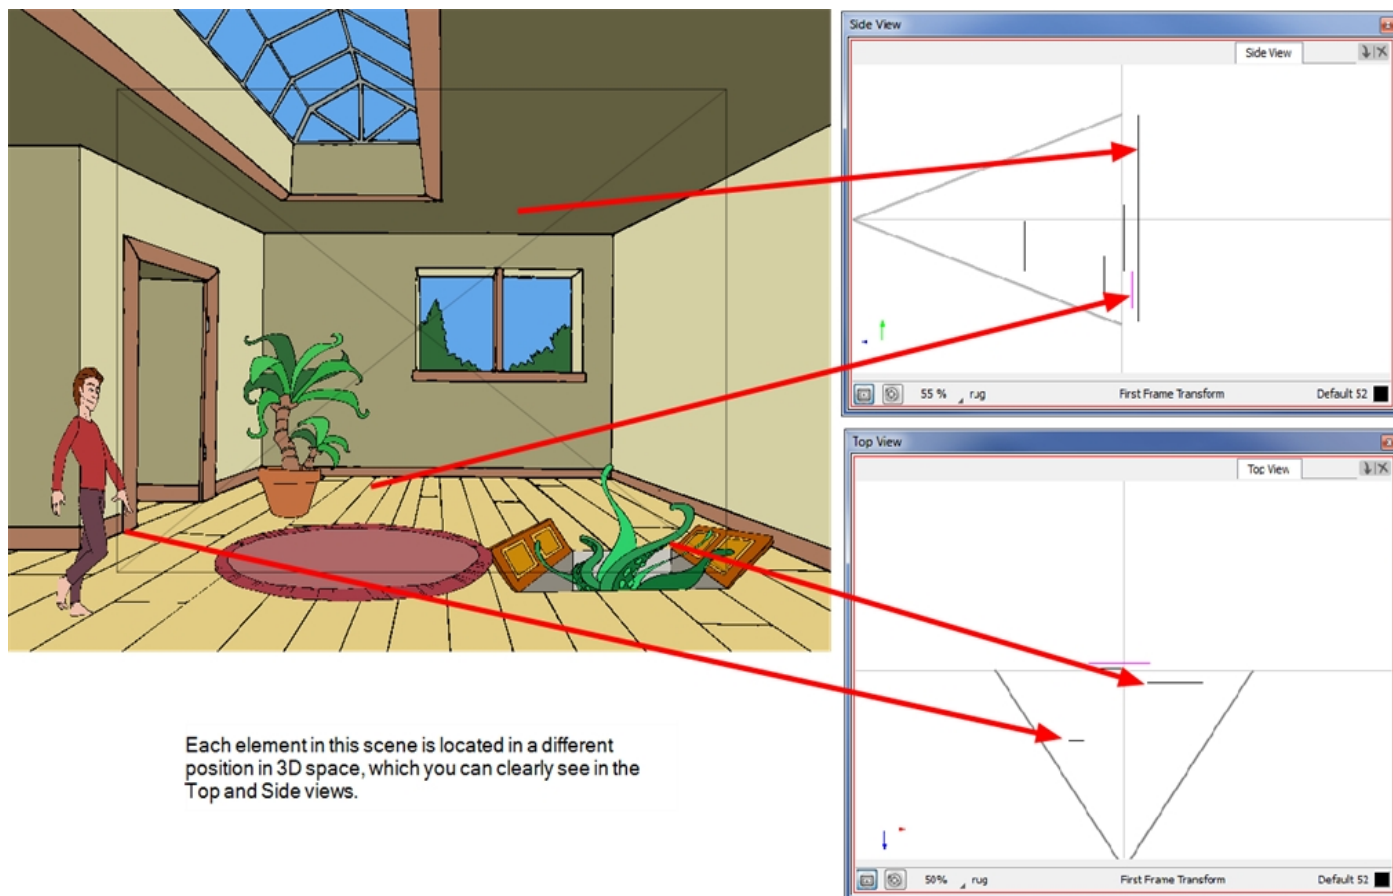 Side View
Side View
55 %
rug
First Frame Transform
Default 52
Top View
Top View
50%
rug
First Frame Transform
Default 52
Each element in this scene is located in a different
position in 3D space, which you can clearly see in the
Top and Side views.